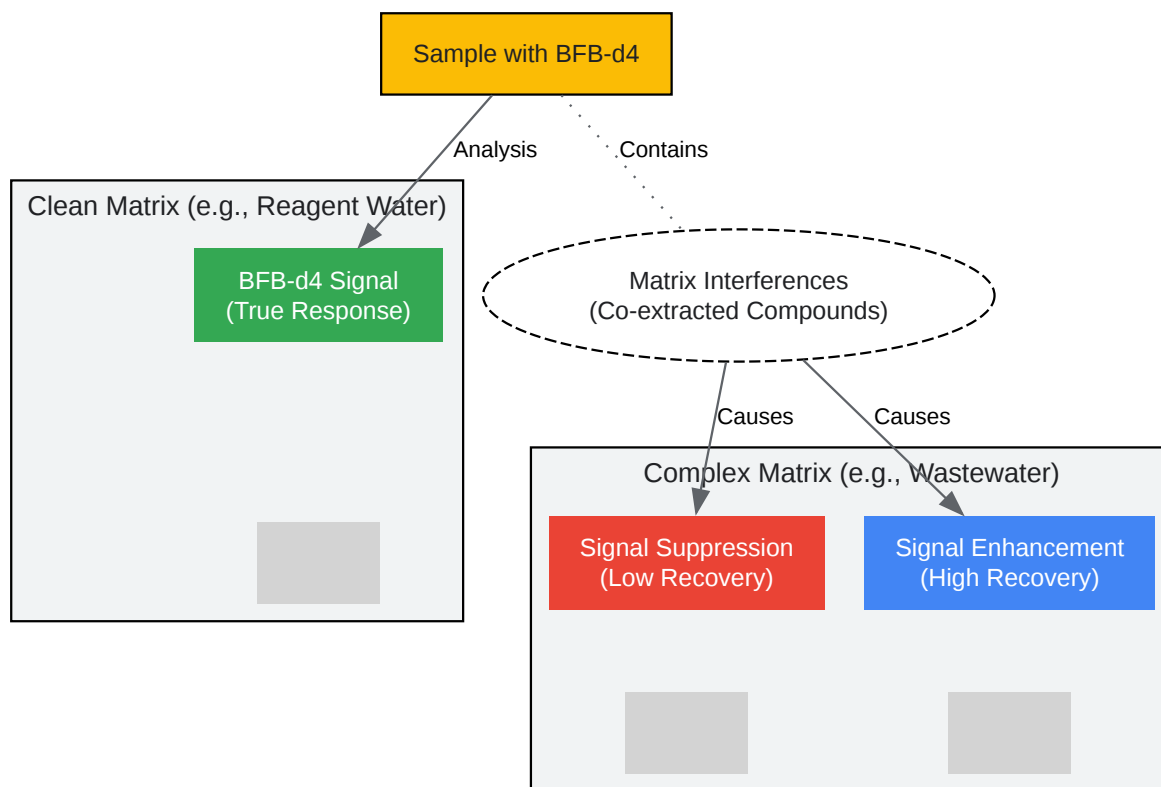 Sample with BFB-d4
Analysis
Contains
Clean Matrix (e.g., Reagent Water)
BFB-d4 Signal
(True Response)
Matrix Interferences
(Co-extracted Compounds)
Causes
Causes
Complex Matrix (e.g., Wastewater)
Signal Suppression
(Low Recovery)
Signal Enhancement
(High Recovery)